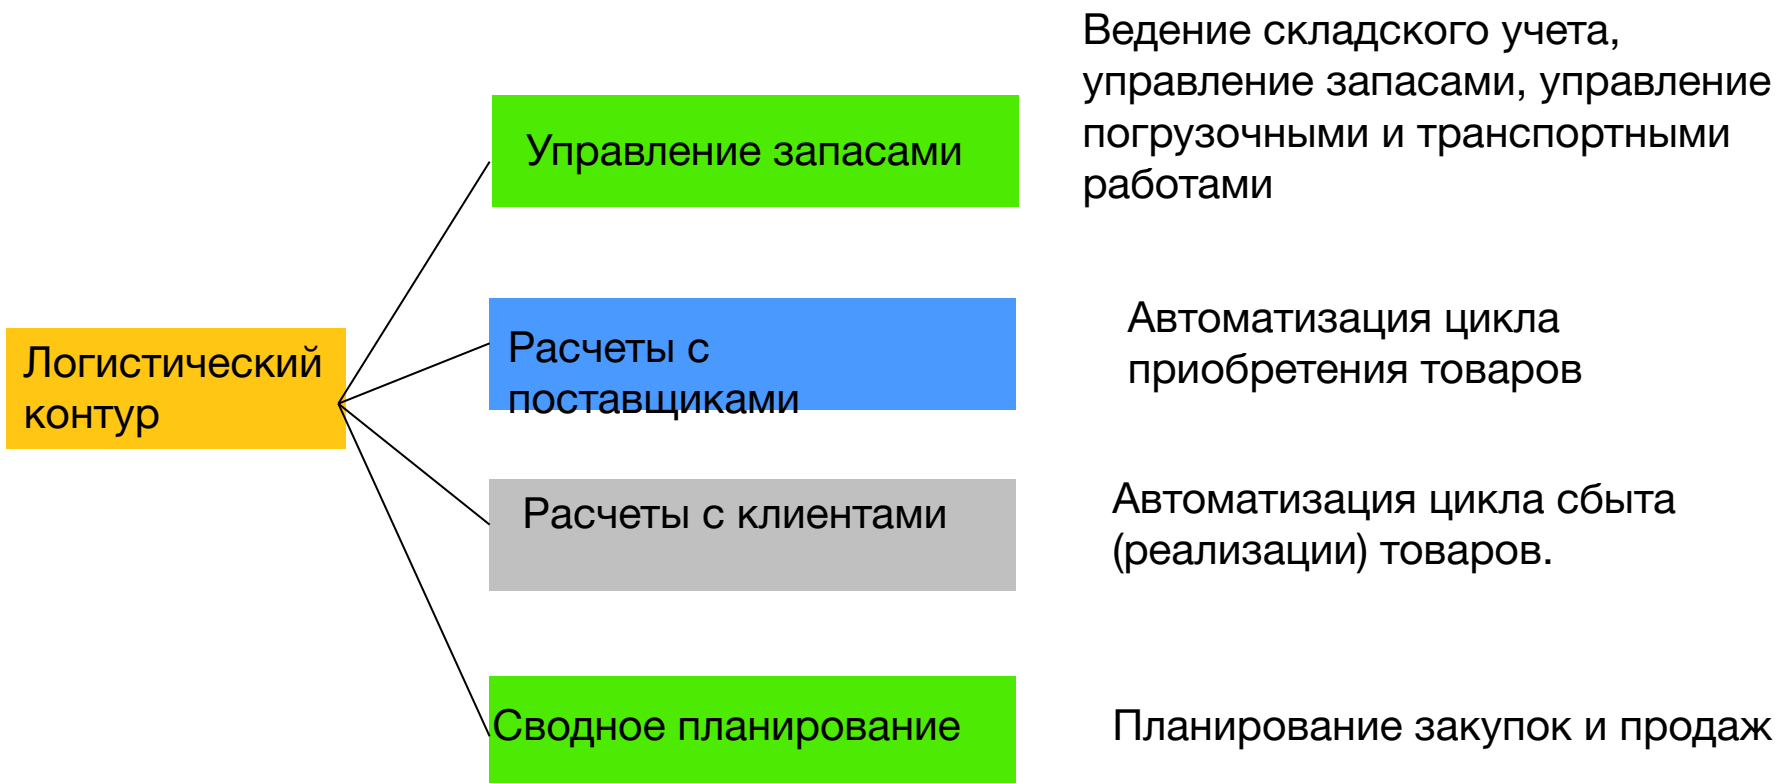 Ведение складского учета,
управление запасами, управление
погрузочными и транспортными
работами
Управление запасами
Расчеты с
поставщиками
Автоматизация цикла
приобретения товаров
Логистический
контур
Расчеты с клиентами
Автоматизация цикла сбыта
(реализации) товаров.
Сводное планирование
Планирование закупок и продаж